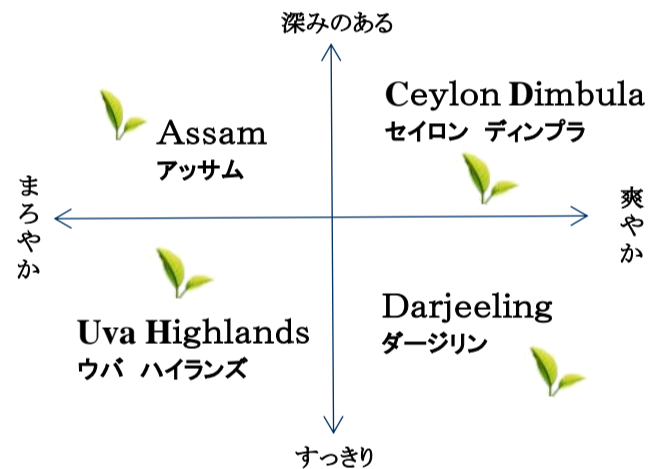 深みのある
Ceylon Dimbula
セイロン ディンプラ
Assam
アッサム
まろやか
爽やか
Uva Highlands
ウバ ハイランズ
Darjeeling
ダージリン
すっきり